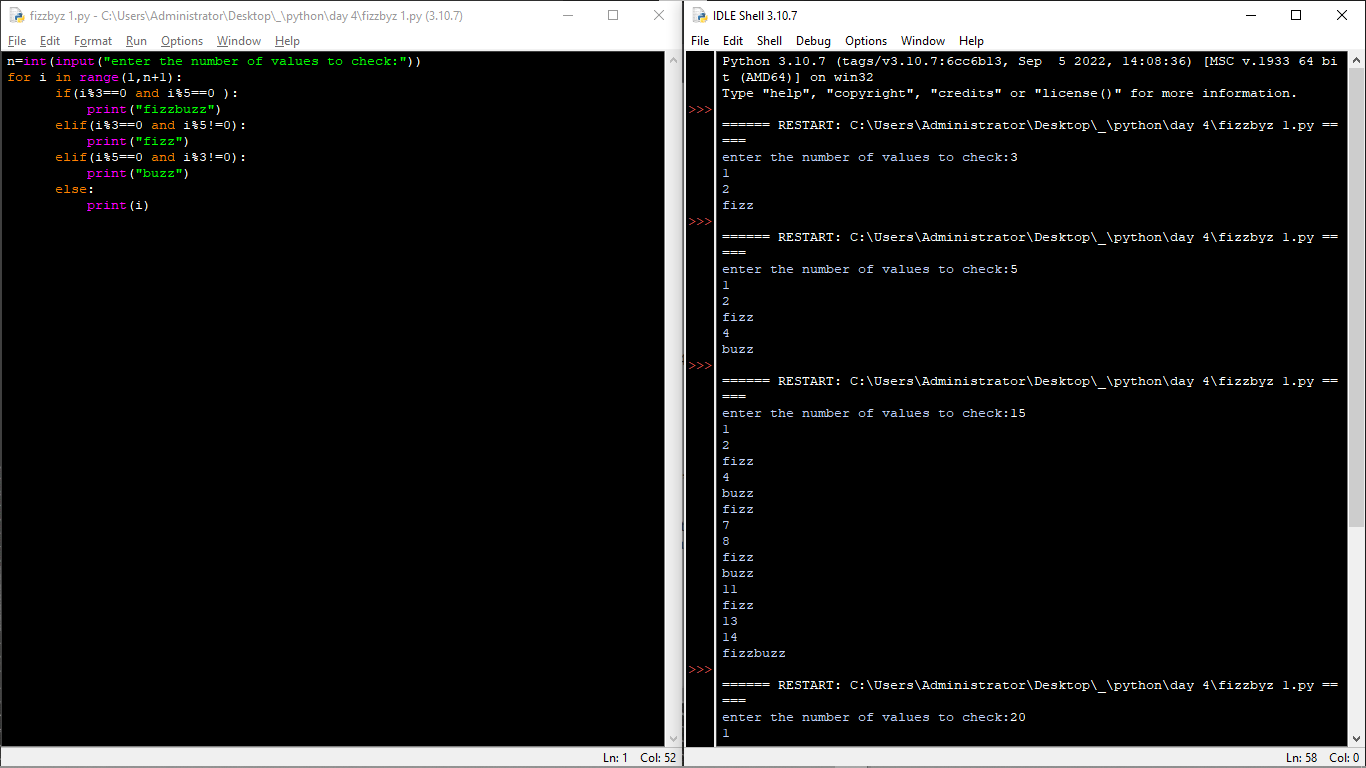 fizzbyz 1.py - C:\Users\Administrator\Desktop\_\python\day 4\fizzbyz 1.py (3.10.7)
File Edit Format Run Options Window Help
n=int(input("enter the number of values to check:"))
for i in range(1,n+1):
      if(i%3==0 and i%5==0 ):
          print("fizzbuzz")
      elif(i%3==0 and i%5!=0):
          print("fizz")
      elif(i%5==0 and i%3!=0):
          print("buzz")
      else:
          print(i)
Ln: 1 Col: 52
IDLE Shell 3.10.7
File Edit Shell Debug Options Window Help
Python 3.10.7 (tags/v3.10.7:6cc6b13, Sep  5 2022, 14:08:36) [MSC v.1933 64 bi
t (AMD64)] on win32
Type "help", "copyright", "credits" or "license()" for more information.
>>>
====== RESTART: C:\Users\Administrator\Desktop\_\python\day 4\fizzbyz 1.py ==
===
enter the number of values to check:3
1
2
fizz
>>>
====== RESTART: C:\Users\Administrator\Desktop\_\python\day 4\fizzbyz 1.py ==
===
enter the number of values to check:5
1
2
fizz
4
buzz
>>>
====== RESTART: C:\Users\Administrator\Desktop\_\python\day 4\fizzbyz 1.py ==
===
enter the number of values to check:15
1
2
fizz
4
buzz
fizz
7
8
fizz
buzz
11
fizz
13
14
fizzbuzz
>>>
====== RESTART: C:\Users\Administrator\Desktop\_\python\day 4\fizzbyz 1.py ==
===
enter the number of values to check:20
1
Ln: 58 Col: 0